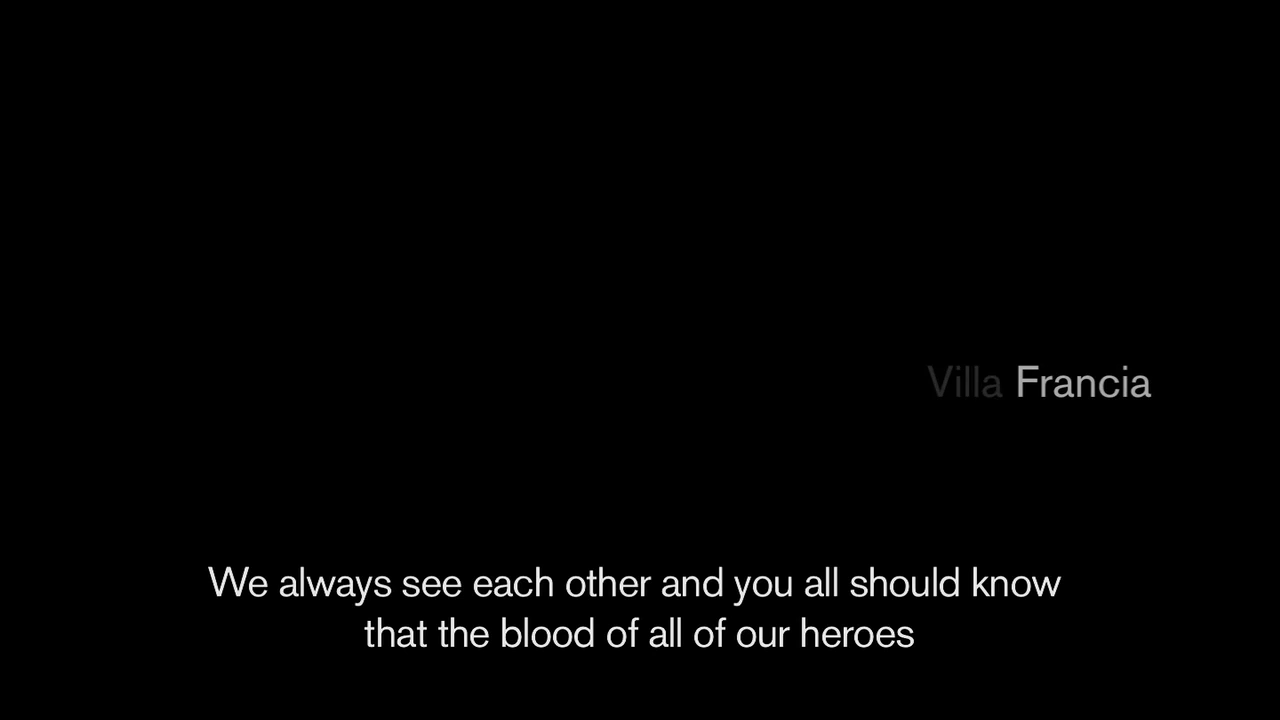 Villa Francia
We always see each other and you all should know
that the blood of all of our heroes